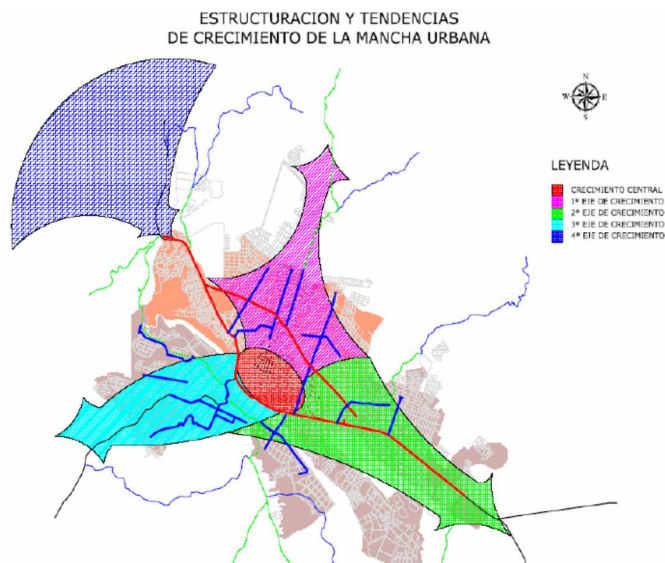 ESTRUCTURACION Y TENDENCIAS
DE CRECIMIENTO DE LA MANCHA URBANA
N
W
E
S
LEYENDA
CRECIMIENTO CENTRAL
1º EJE DE CRECIMIENTO
2º EJE DE CRECIMIENTO
3º EJE DE CRECIMIENTO
4º EJE DE CRECIMIENTO